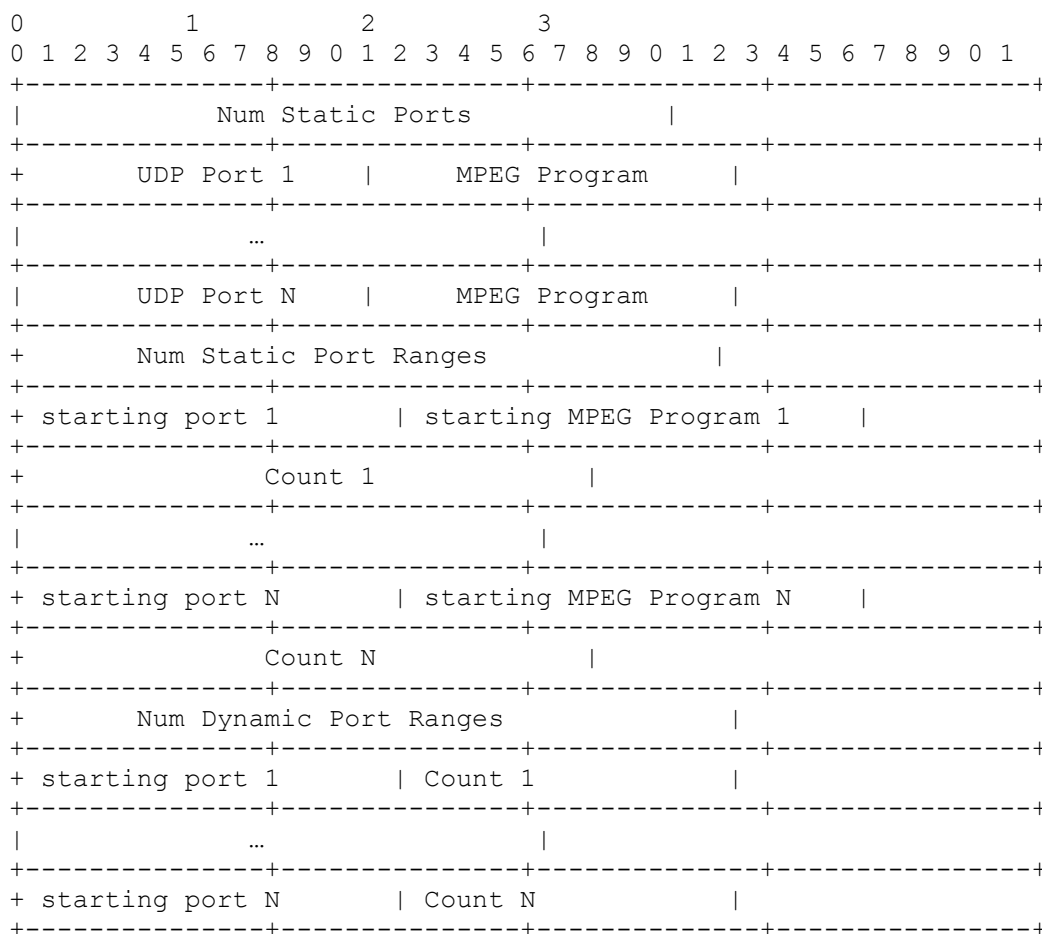 0                   1                   2                   3
0 1 2 3 4 5 6 7 8 9 0 1 2 3 4 5 6 7 8 9 0 1 2 3 4 5 6 7 8 9 0 1
+---------------+---------------+--------------+----------------+
|            Num Static Ports            |
+---------------+---------------+--------------+----------------+
+       UDP Port 1    |     MPEG Program     |
+---------------+---------------+--------------+----------------+
|              …                 |
+---------------+---------------+--------------+----------------+
|       UDP Port N    |     MPEG Program     |
+---------------+---------------+--------------+----------------+
+       Num Static Port Ranges              |
+---------------+---------------+--------------+----------------+
+ starting port 1      | starting MPEG Program 1    |
+---------------+---------------+--------------+----------------+
+               Count 1             |
+---------------+---------------+--------------+----------------+
|              …                 |
+---------------+---------------+--------------+----------------+
+ starting port N      | starting MPEG Program N    |
+---------------+---------------+--------------+----------------+
+               Count N             |
+---------------+---------------+--------------+----------------+
+       Num Dynamic Port Ranges              |
+---------------+---------------+--------------+----------------+
+ starting port 1      | Count 1            |
+---------------+---------------+--------------+----------------+
|              …                 |
+---------------+---------------+--------------+----------------+
+ starting port N      | Count N            |
+---------------+---------------+--------------+----------------+